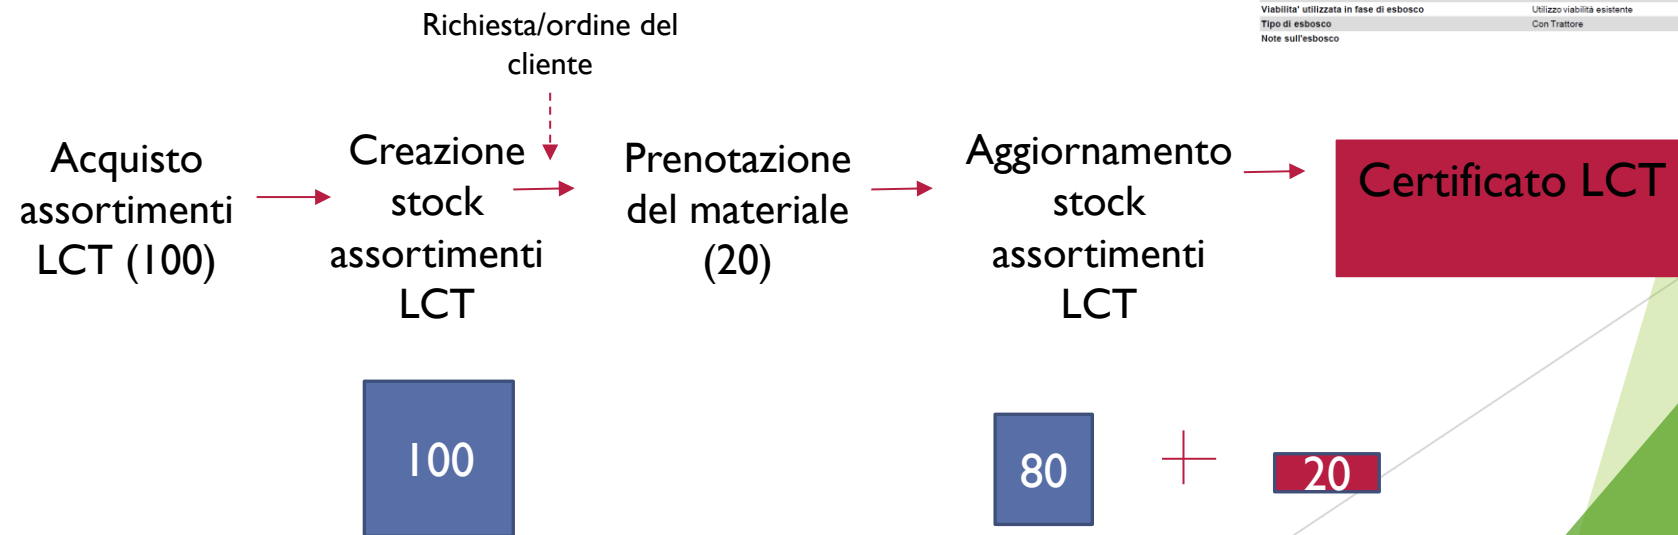 Viabilita' utilizzata in fase di esbosco Utilizzo viabilità esistente
Tipo di esbosco Con Trattore
Note sull'esbosco
Richiesta/ordine del
cliente
Acquisto
assortimenti
LCT (100)
Creazione
stock
assortimenti
LCT
Prenotazione
del materiale
(20)
Aggiornamento
stock
assortimenti
LCT
Certificato LCT
100
80
20